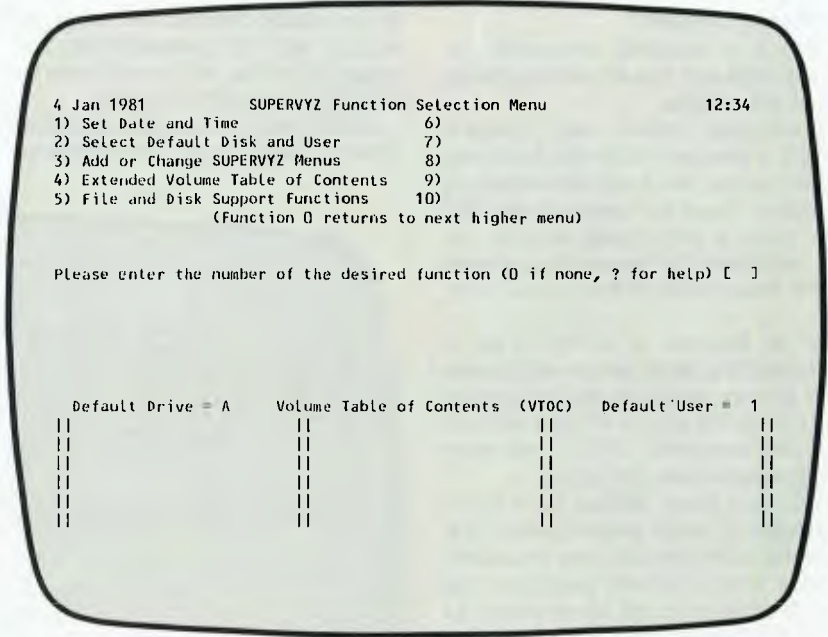 4 Jan 1981 SUPERVYZ Function Selection Menu 12:34
1) Set Date and Time 6)
2) Select Default Disk and User 7)
3) Add or Change SUPERVYZ Menus 8)
4) Extended Volume Table of Contents 9)
5) File and Disk Support Functions 10)
(Function 0 returns to next higher menu)
Please enter the number of the desired function (0 if none, ? for help) [ ]
Default Drive = A Volume Table of Contents (VTOC) Default User = 1
|| || || ||
|| || || ||
|| || || ||
|| || || ||
|| || || ||
|| || || ||